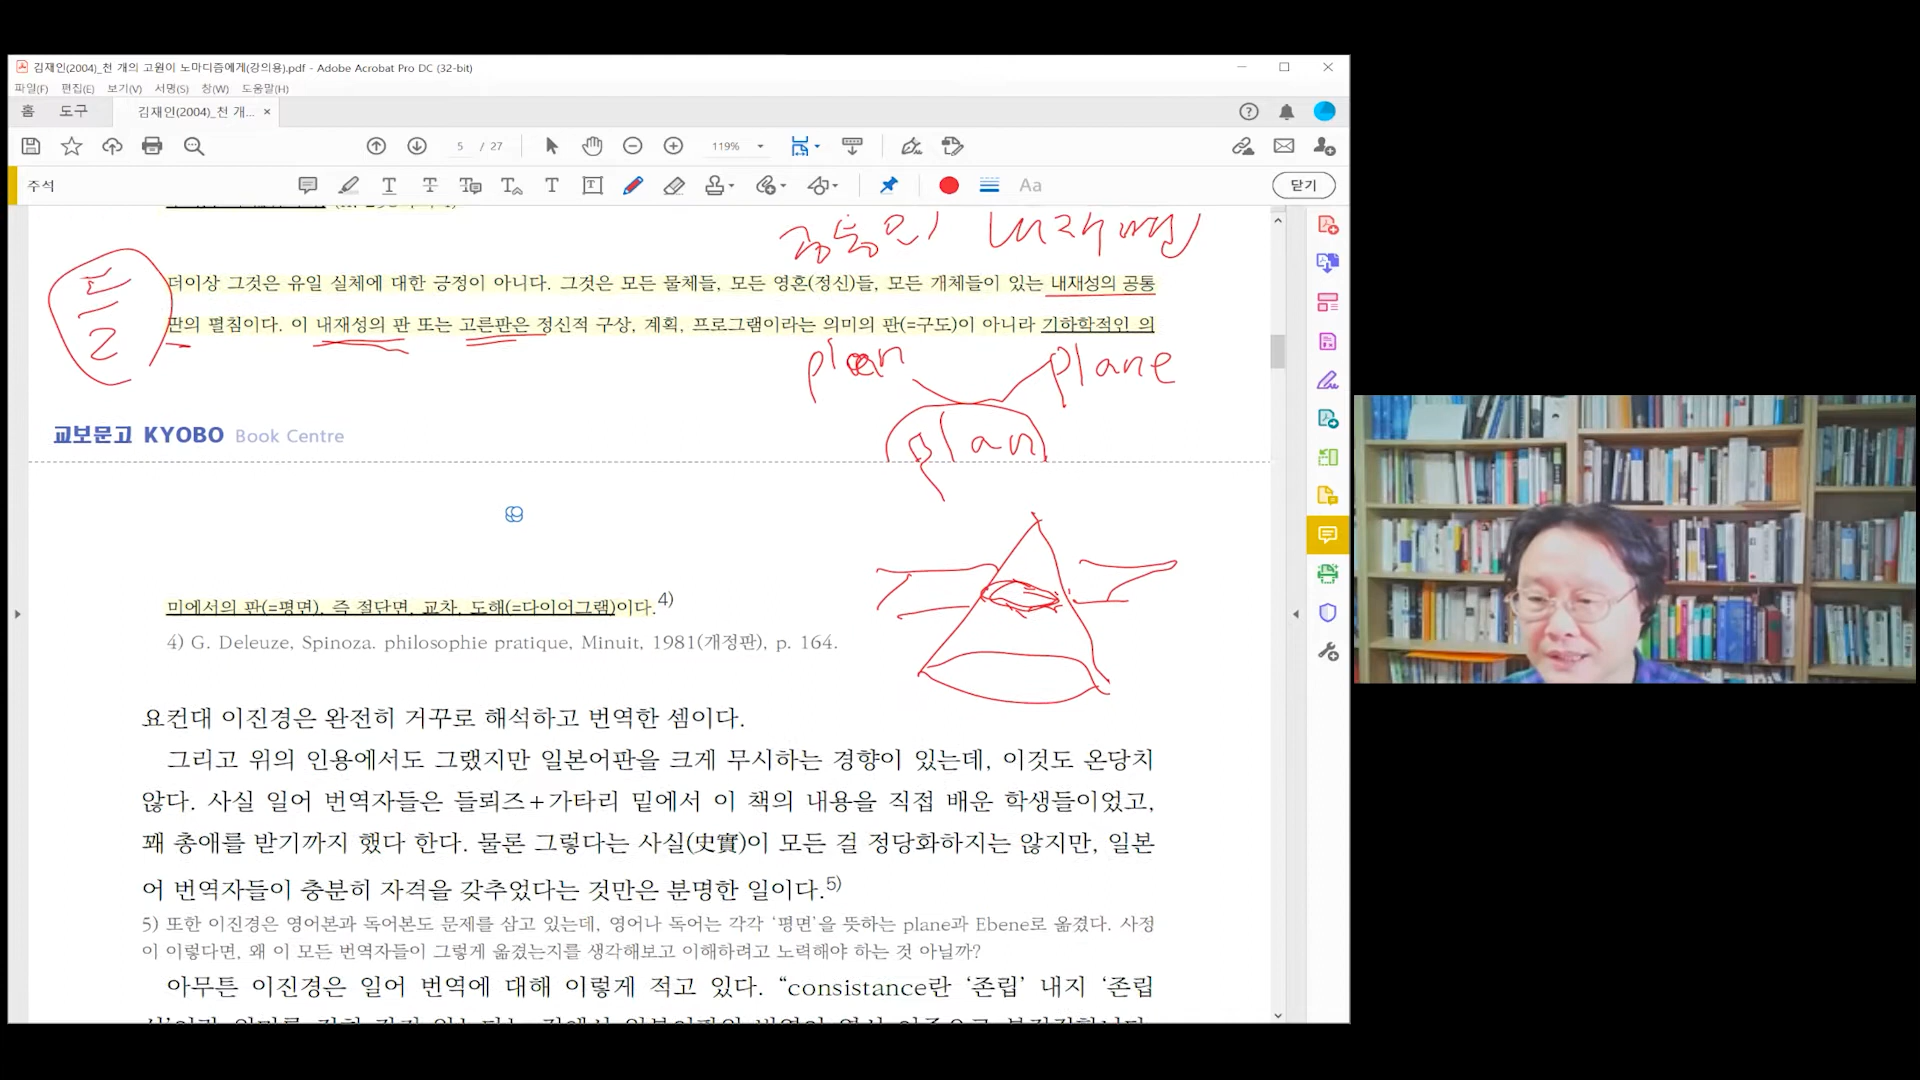 김재인(2004)_천 개의 고원이 노마디즘에게(강의용).pdf - Adobe Acrobat Pro DC (32-bit)
파일(F) 편집(E) 보기(V) 서명(S) 창(W) 도움말(H)
홈 도구 김재인(2004)_천 개... ×
5 / 27 119%
주석 Aa 닫기
공통의 내재 평면
더이상 그것은 유일 실체에 대한 긍정이 아니다. 그것은 모든 물체들, 모든 영혼(정신)들, 모든 개체들이 있는 내재성의 공통
판의 펼침이다. 이 내재성의 판 또는 고른판은 정신적 구상, 계획, 프로그램이라는 의미의 판(=구도)이 아니라 기하학적인 의
plan plane
plan
교보문고 KYOBO Book Centre
미에서의 판(=평면), 즉 절단면, 교차, 도해(=다이어그램)이다.4)
4) G. Deleuze, Spinoza. philosophie pratique, Minuit, 1981(개정판), p. 164.
요컨대 이진경은 완전히 거꾸로 해석하고 번역한 셈이다.
그리고 위의 인용에서도 그랬지만 일본어판을 크게 무시하는 경향이 있는데, 이것도 온당치
않다. 사실 일어 번역자들은 들뢰즈+가타리 밑에서 이 책의 내용을 직접 배운 학생들이었고,
꽤 총애를 받기까지 했다 한다. 물론 그렇다는 사실(史實)이 모든 걸 정당화하지는 않지만, 일본
어 번역자들이 충분히 자격을 갖추었다는 것만은 분명한 일이다.5)
5) 또한 이진경은 영어본과 독어본도 문제를 삼고 있는데, 영어나 독어는 각각 ‘평면’을 뜻하는 plane과 Ebene로 옮겼다. 사정
이 이렇다면, 왜 이 모든 번역자들이 그렇게 옮겼는지를 생각해보고 이해하려고 노력해야 하는 것 아닐까?
아무튼 이진경은 일어 번역에 대해 이렇게 적고 있다. “consistance란 ‘존립’ 내지 ‘존립